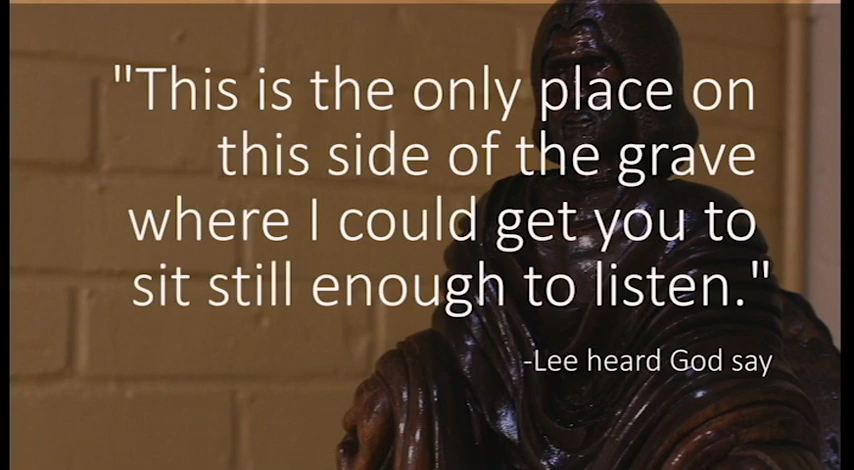 "This is the only place on
this side of the grave
where I could get you to
sit still enough to listen."
-Lee heard God say